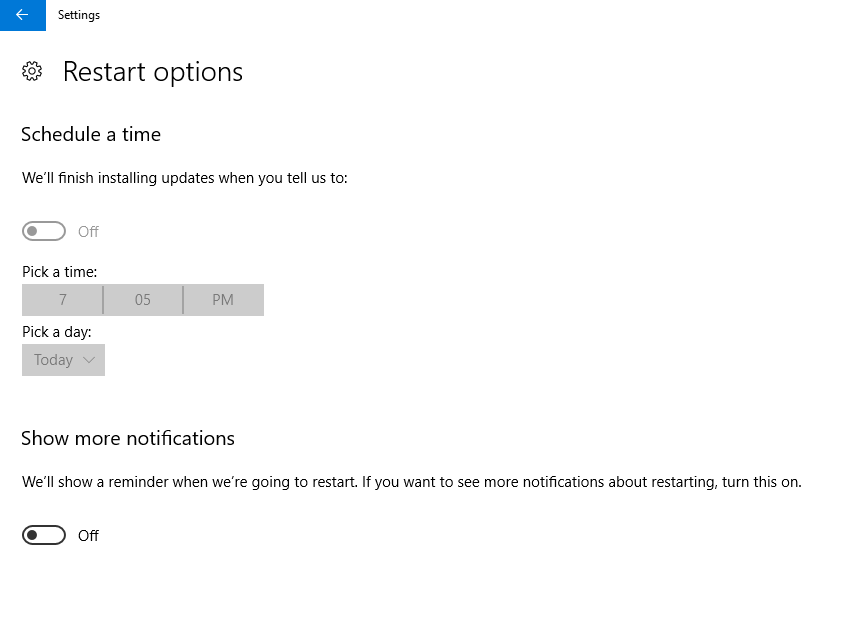 Settings
Restart options
Schedule a time
We'll finish installing updates when you tell us to:
Off
Pick a time:
7 05 PM
Pick a day:
Today
Show more notifications
We'll show a reminder when we're going to restart. If you want to see more notifications about restarting, turn this on.
Off